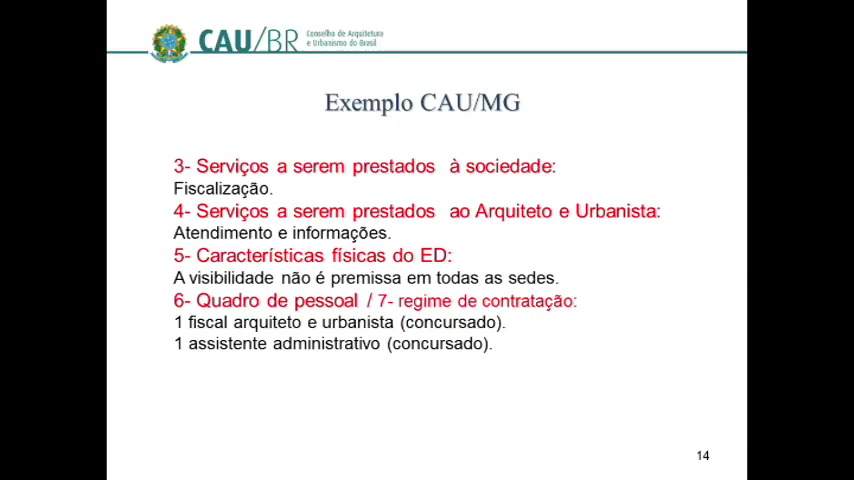 CAU/BR
Conselho de Arquitetura
e Urbanismo do Brasil
Exemplo CAU/MG
3- Serviços a serem prestados à sociedade:
Fiscalização.
4- Serviços a serem prestados ao Arquiteto e Urbanista:
Atendimento e informações.
5- Características físicas do ED:
A visibilidade não é premissa em todas as sedes.
6- Quadro de pessoal / 7- regime de contratação:
1 fiscal arquiteto e urbanista (concursado).
1 assistente administrativo (concursado).
14